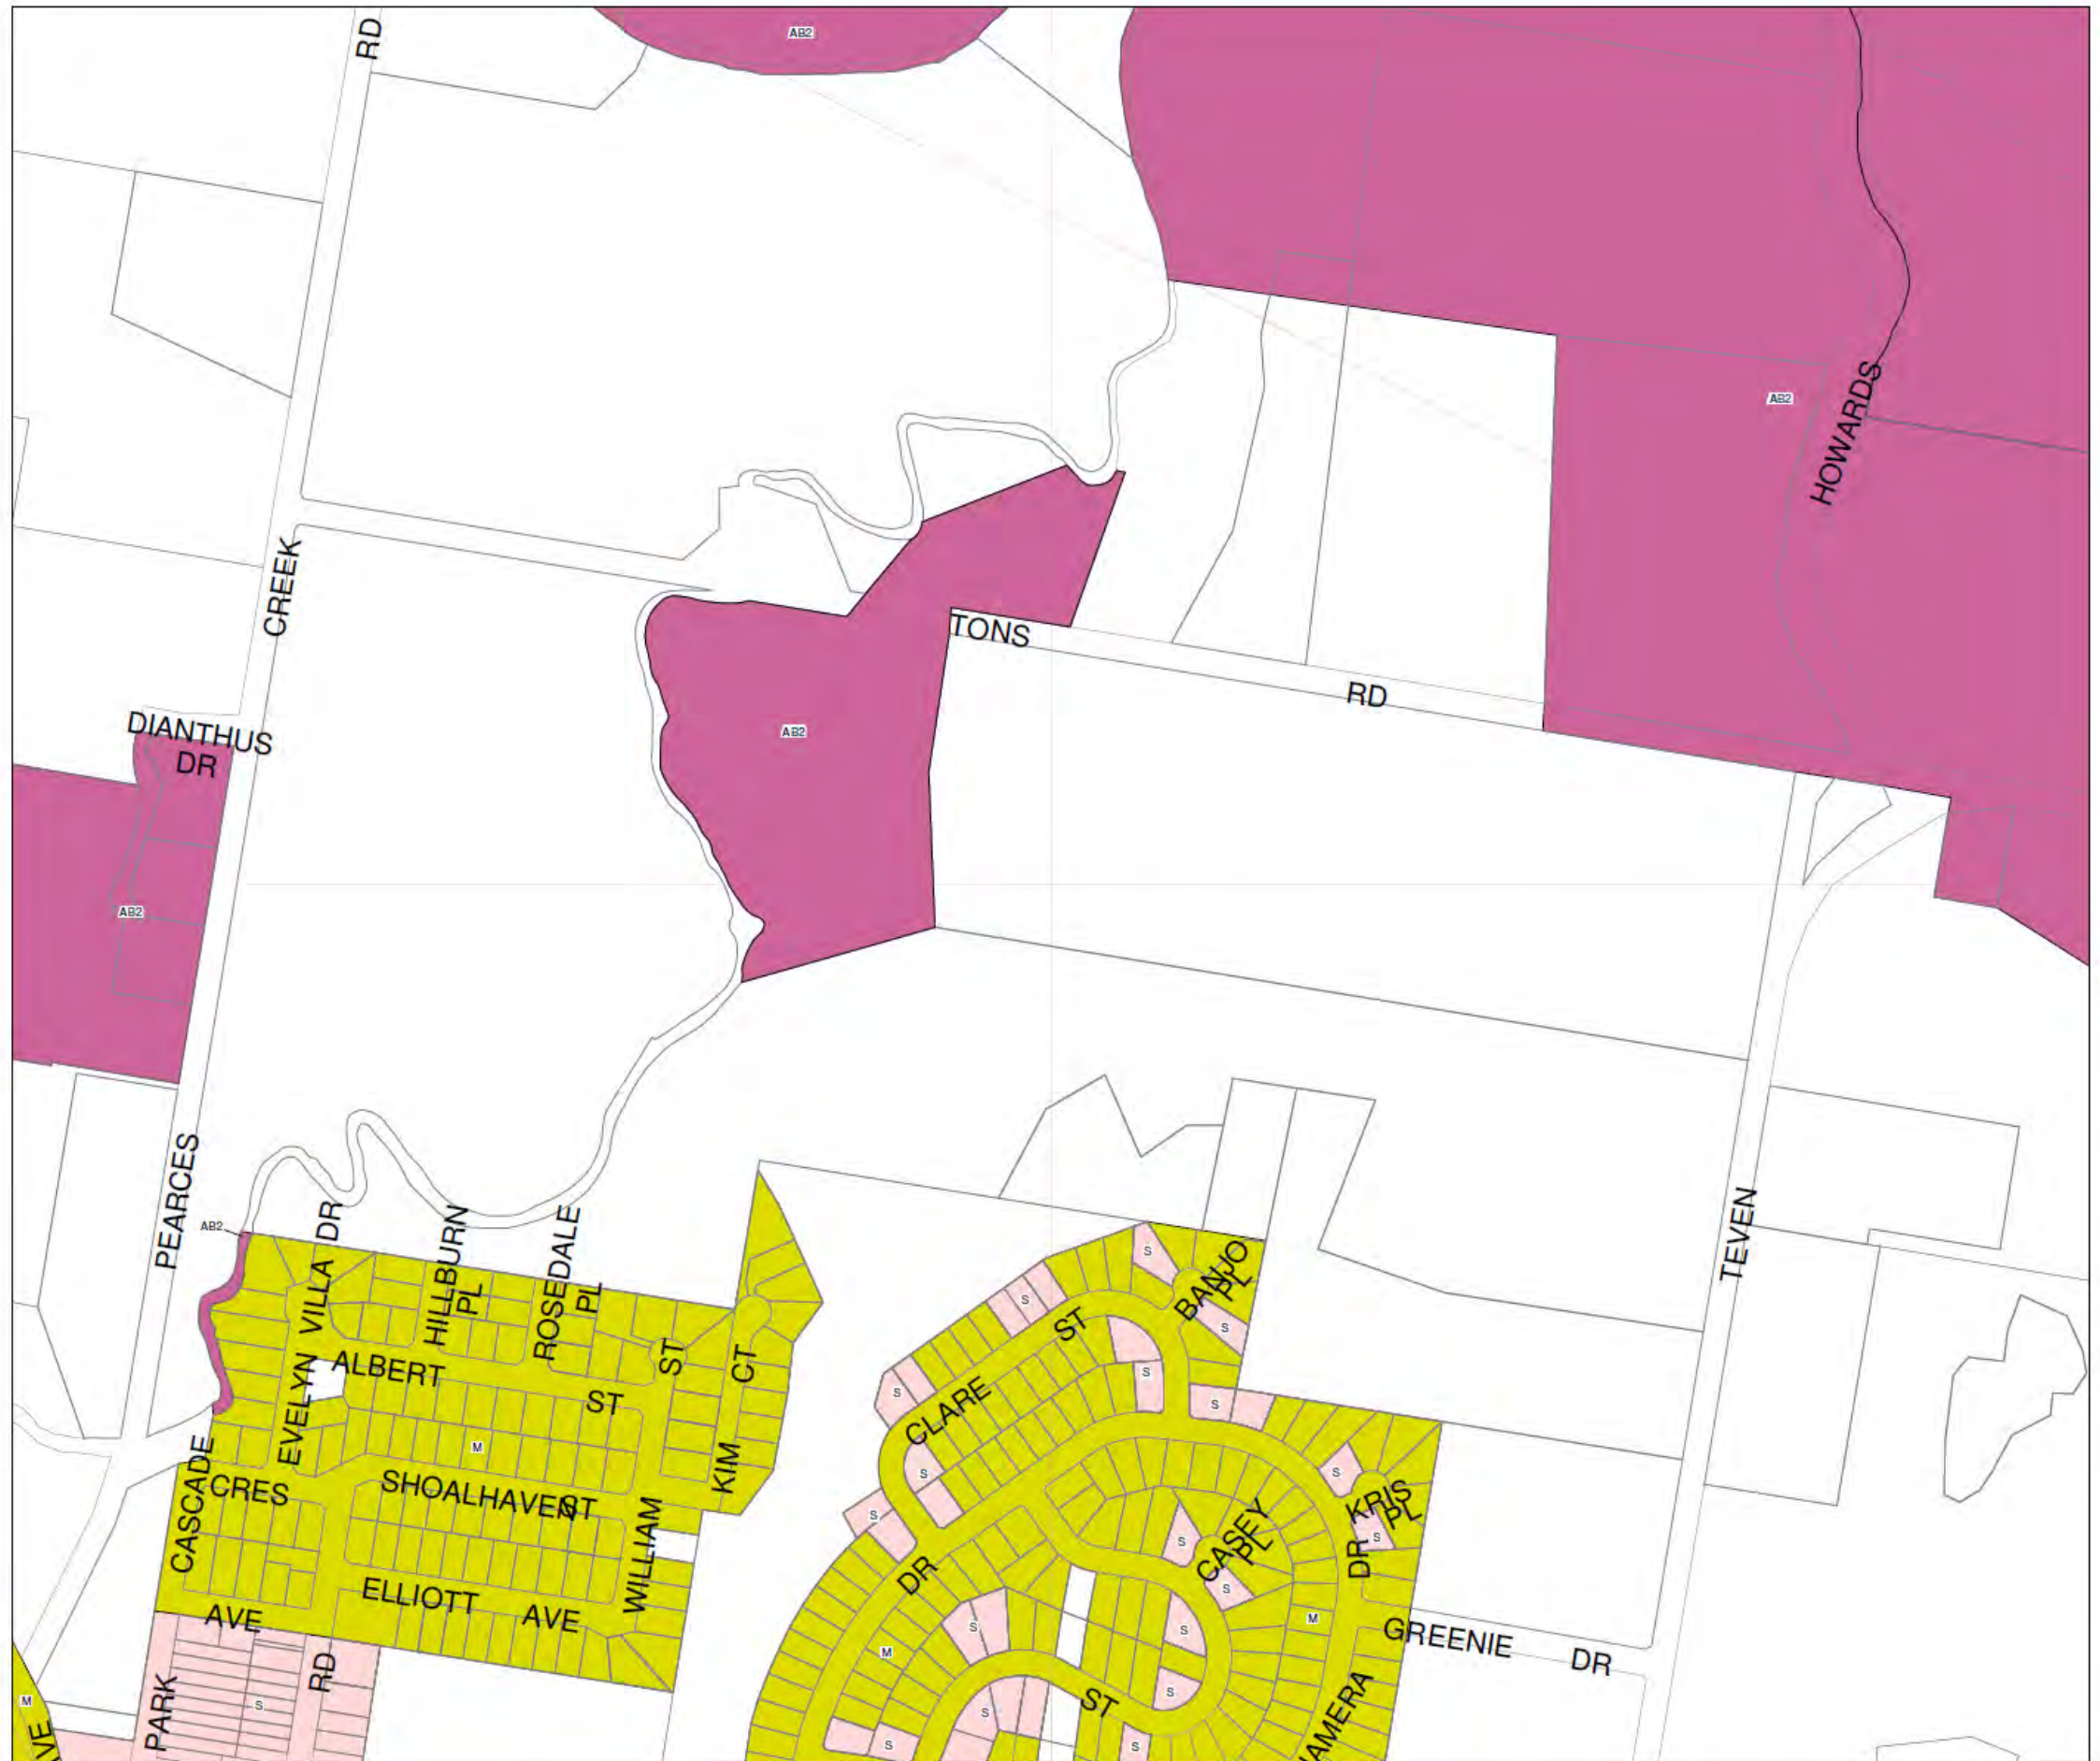 RD
AB2
AB2
HOWARDS
CREEK
TONS
RD
AB2
DIANTHUS
DR
AB2
PEARCES
TEVEN
AB2
VILLA DR
HILLBURN
PL
ROSEDALE
PL
S
BANJO
PL
S
S
ST
S
ALBERT
ST
ST
CT
EVELYN
S
S
S
CLARE
M
CASCADE
CRES
SHOALHAVEN
ST
KIM
S
S
S
KRIS
PL
S
WILLIAM
S
CASEY
PL
DR
DR
S
ELLIOTT
AVE
AVE
M
S
S
M
GREENIE
DR
RD
PARK
S
M
AVE
S
ST
S
S
S
AMERA